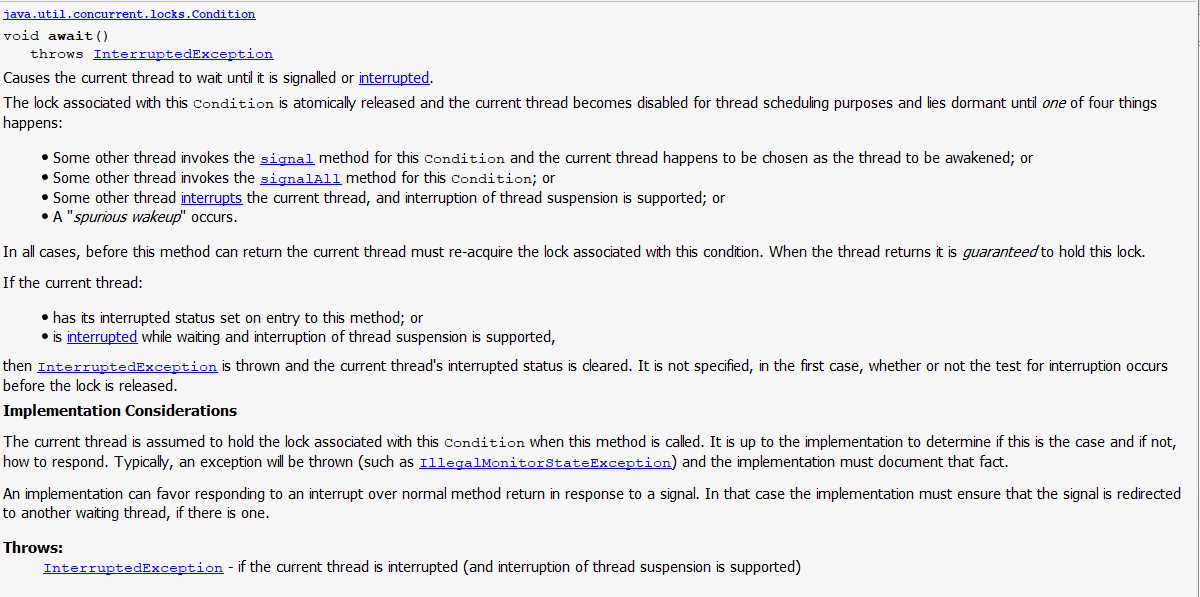 java.util.concurrent.locks.Condition
void await()
throws InterruptedException
Causes the current thread to wait until it is signalled or interrupted.
The lock associated with this Condition is atomically released and the current thread becomes disabled for thread scheduling purposes and lies dormant until one of four things
happens:
• Some other thread invokes the signal method for this Condition and the current thread happens to be chosen as the thread to be awakened; or
• Some other thread invokes the signalAll method for this Condition; or
• Some other thread interrupts the current thread, and interruption of thread suspension is supported; or
• A "spurious wakeup" occurs.
In all cases, before this method can return the current thread must re-acquire the lock associated with this condition. When the thread returns it is guaranteed to hold this lock.
If the current thread:
• has its interrupted status set on entry to this method; or
• is interrupted while waiting and interruption of thread suspension is supported,
then InterruptedException is thrown and the current thread's interrupted status is cleared. It is not specified, in the first case, whether or not the test for interruption occurs
before the lock is released.
Implementation Considerations
The current thread is assumed to hold the lock associated with this Condition when this method is called. It is up to the implementation to determine if this is the case and if not,
how to respond. Typically, an exception will be thrown (such as IllegalMonitorStateException) and the implementation must document that fact.
An implementation can favor responding to an interrupt over normal method return in response to a signal. In that case the implementation must ensure that the signal is redirected
to another waiting thread, if there is one.
Throws:
InterruptedException - if the current thread is interrupted (and interruption of thread suspension is supported)